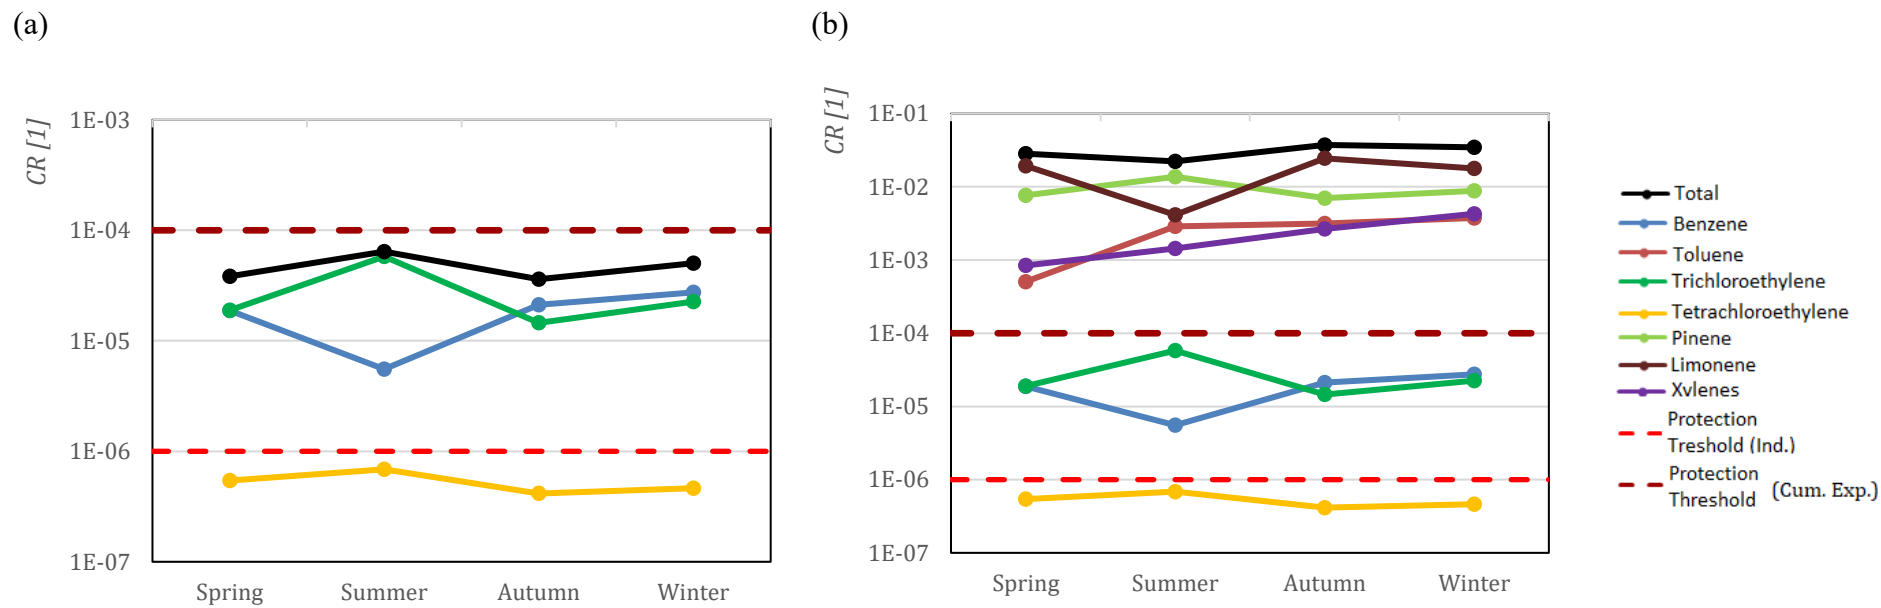 (a)
CR [1]
1E-03
1E-04
1E-05
1E-06
1E-07
Spring Summer Autumn Winter
(b)
CR [1]
1E-01
1E-02
1E-03
1E-04
1E-05
1E-06
1E-07
Spring Summer Autumn Winter
Total
Benzene
Toluene
Trichloroethylene
Tetrachloroethylene
Pinene
Limonene
Xvlenes
Protection
Treshold (Ind.)
Protection
Threshold (Cum. Exp.)